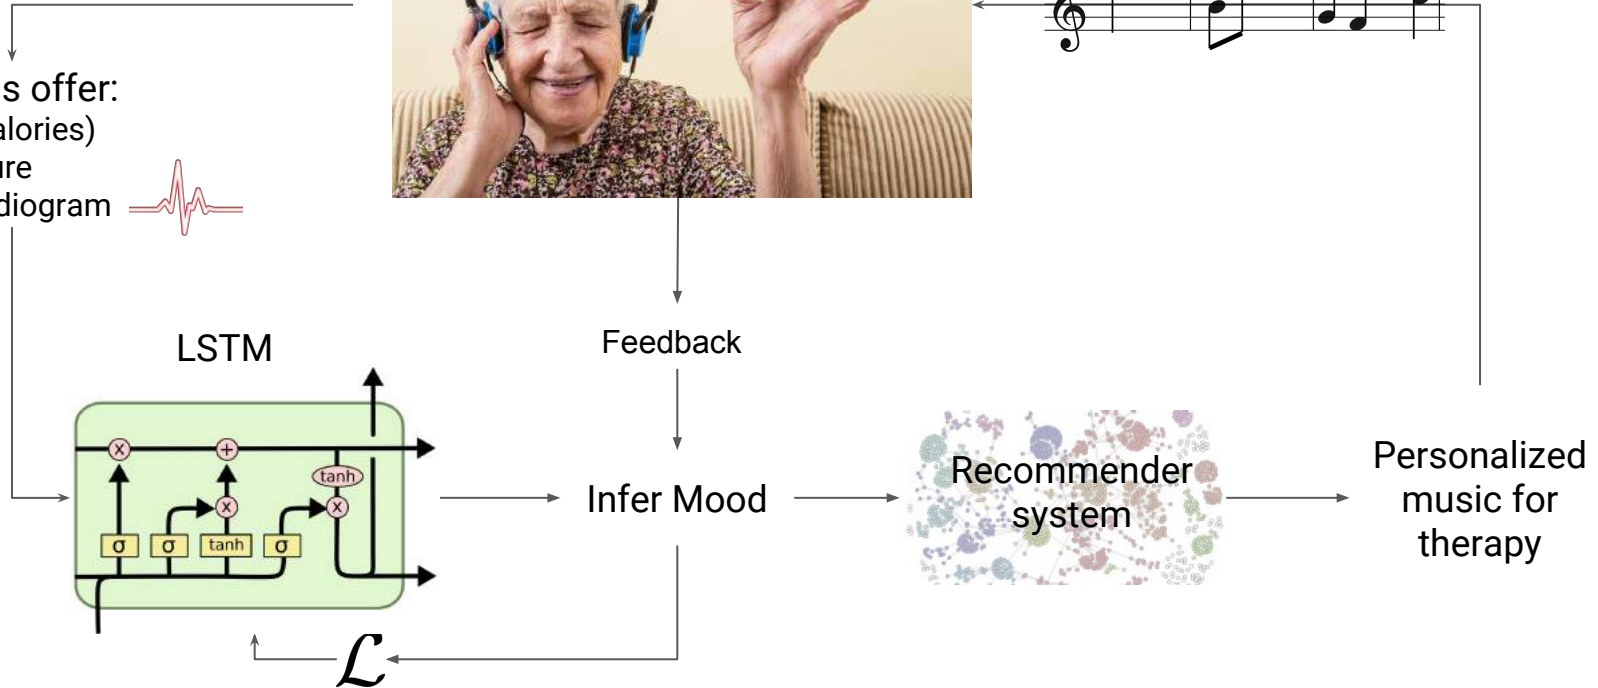 s offer:
alories)
ure
diogram
LSTM
Feedback
x
+
tanh
x
x
σ
σ
tanh
σ
Infer Mood
Recommender
system
Personalized
music for
therapy
ℒ